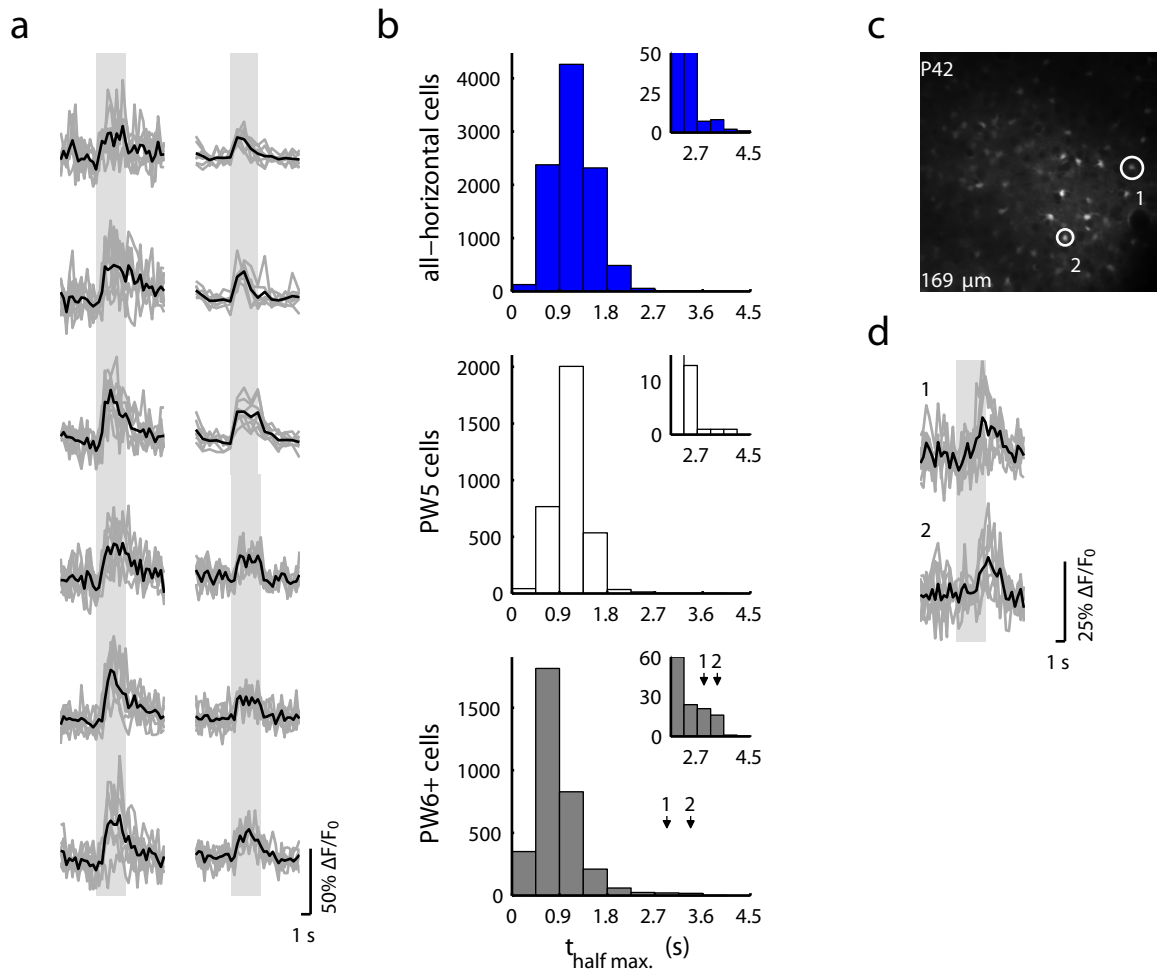 a
50% ΔF/F0
1 s
b
all-horizontal cells
4000
3000
2000
1000
0
0 0.9 1.8 2.7 3.6 4.5
50
25
0
2.7 4.5
PW5 cells
2000
1500
1000
500
0
0 0.9 1.8 2.7 3.6 4.5
10
0
2.7 4.5
PW6+ cells
1500
1000
500
0
0 0.9 1.8 2.7 3.6 4.5
1 2
60
30
0
1 2
2.7 4.5
t half max. (s)
c
P42
1
2
169 μm
d
1
2
25% ΔF/F0
1 s